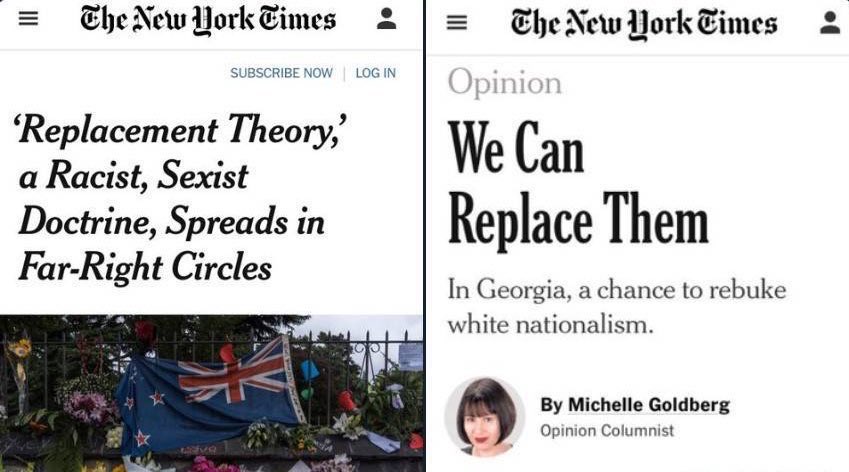 The New York Times
SUBSCRIBE NOW | LOG IN
‘Replacement Theory,’
a Racist, Sexist
Doctrine, Spreads in
Far-Right Circles
The New York Times
Opinion
We Can
Replace Them
In Georgia, a chance to rebuke
white nationalism.
By Michelle Goldberg
Opinion Columnist